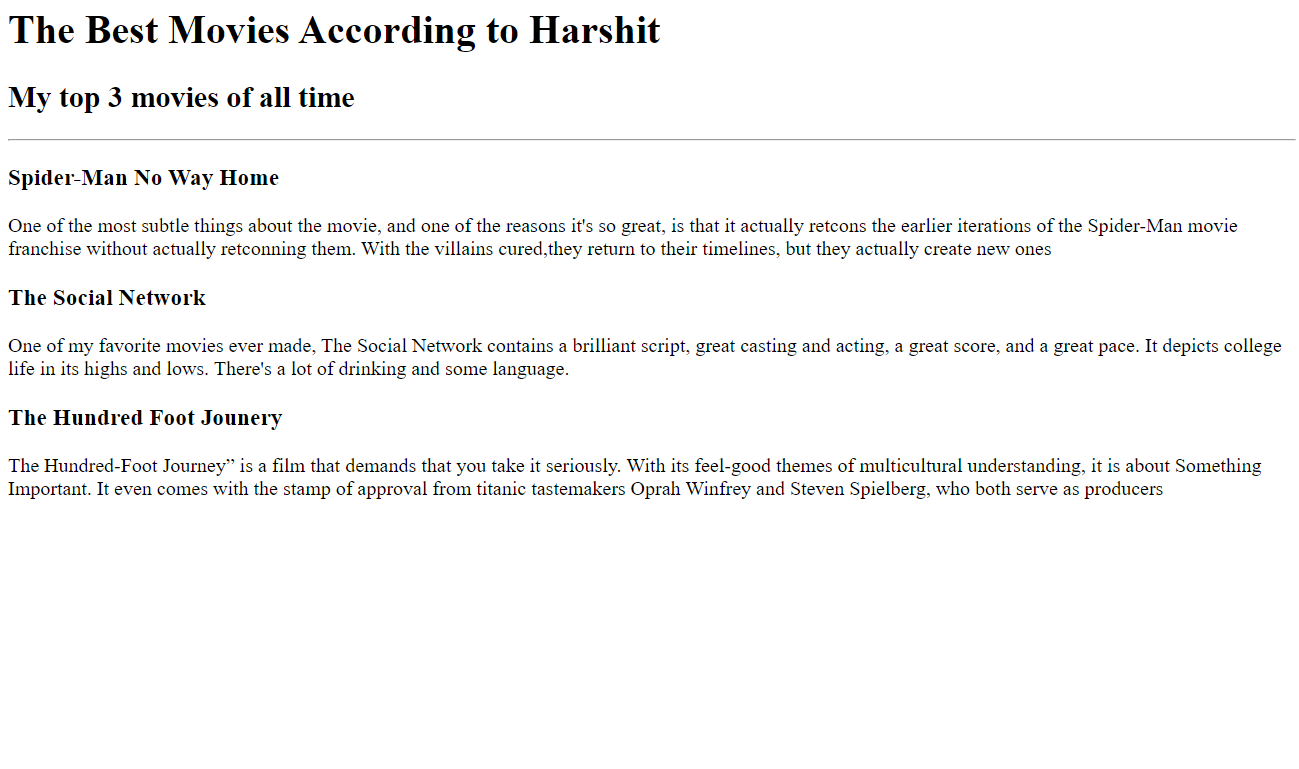 The Best Movies According to Harshit
My top 3 movies of all time
Spider-Man No Way Home
One of the most subtle things about the movie, and one of the reasons it's so great, is that it actually retcons the earlier iterations of the Spider-Man movie
franchise without actually retconning them. With the villains cured,they return to their timelines, but they actually create new ones
The Social Network
One of my favorite movies ever made, The Social Network contains a brilliant script, great casting and acting, a great score, and a great pace. It depicts college
life in its highs and lows. There's a lot of drinking and some language.
The Hundred Foot Jounery
The Hundred-Foot Journey” is a film that demands that you take it seriously. With its feel-good themes of multicultural understanding, it is about Something
Important. It even comes with the stamp of approval from titanic tastemakers Oprah Winfrey and Steven Spielberg, who both serve as producers